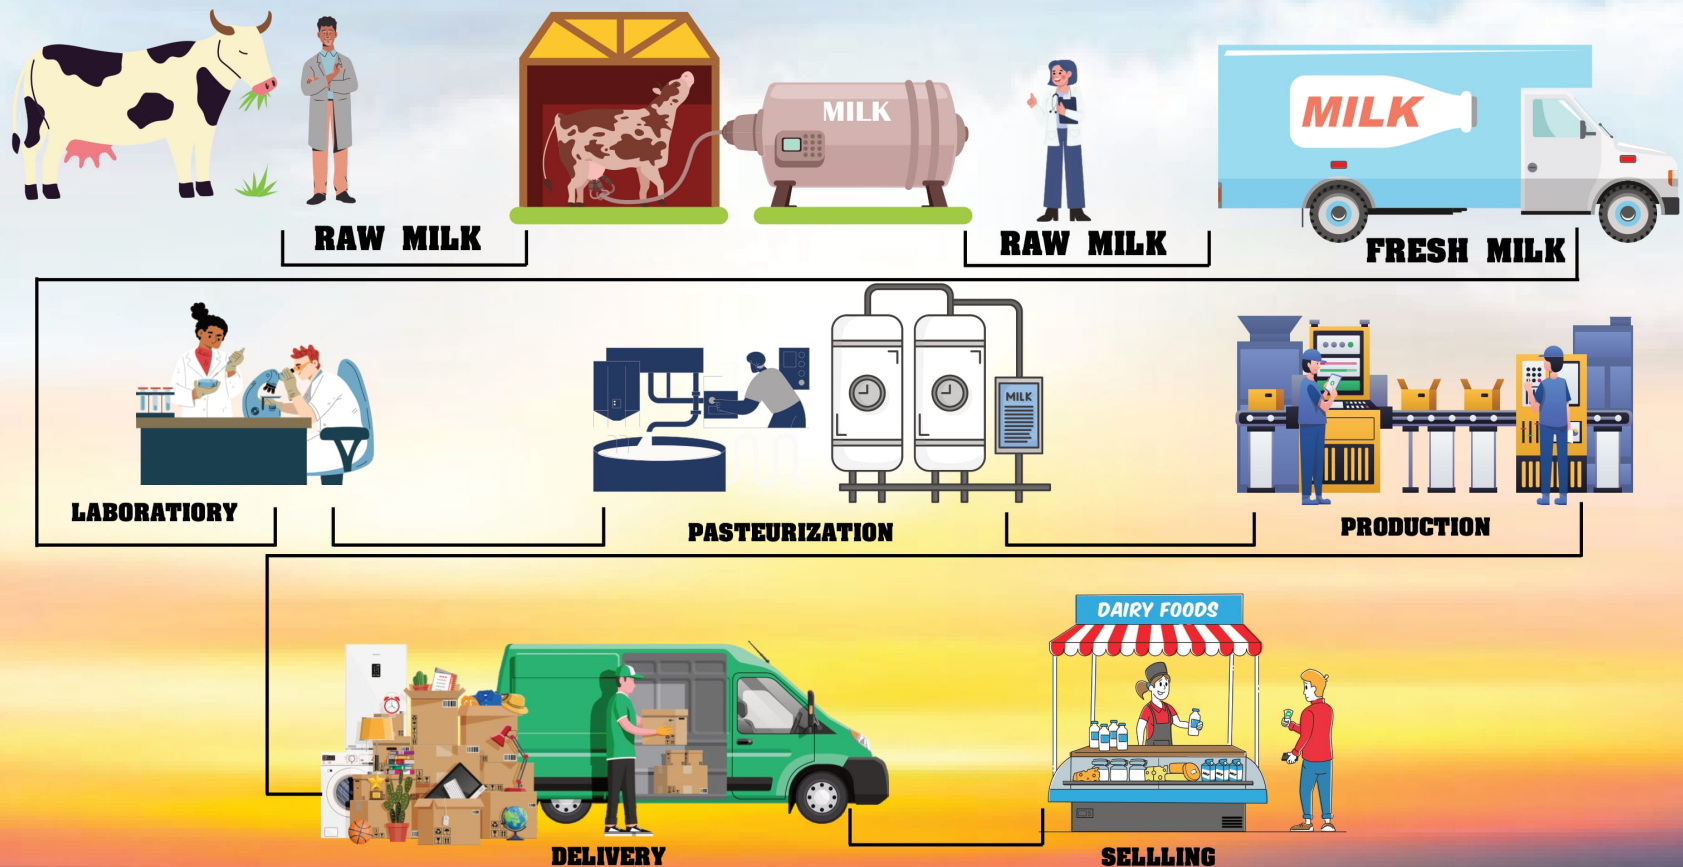 MILK
MILK
RAW MILK
RAW MILK
FRESH MILK
MILK
LABORATIORY
PASTEURIZATION
PRODUCTION
DAIRY FOODS
DELIVERY
SELLLING